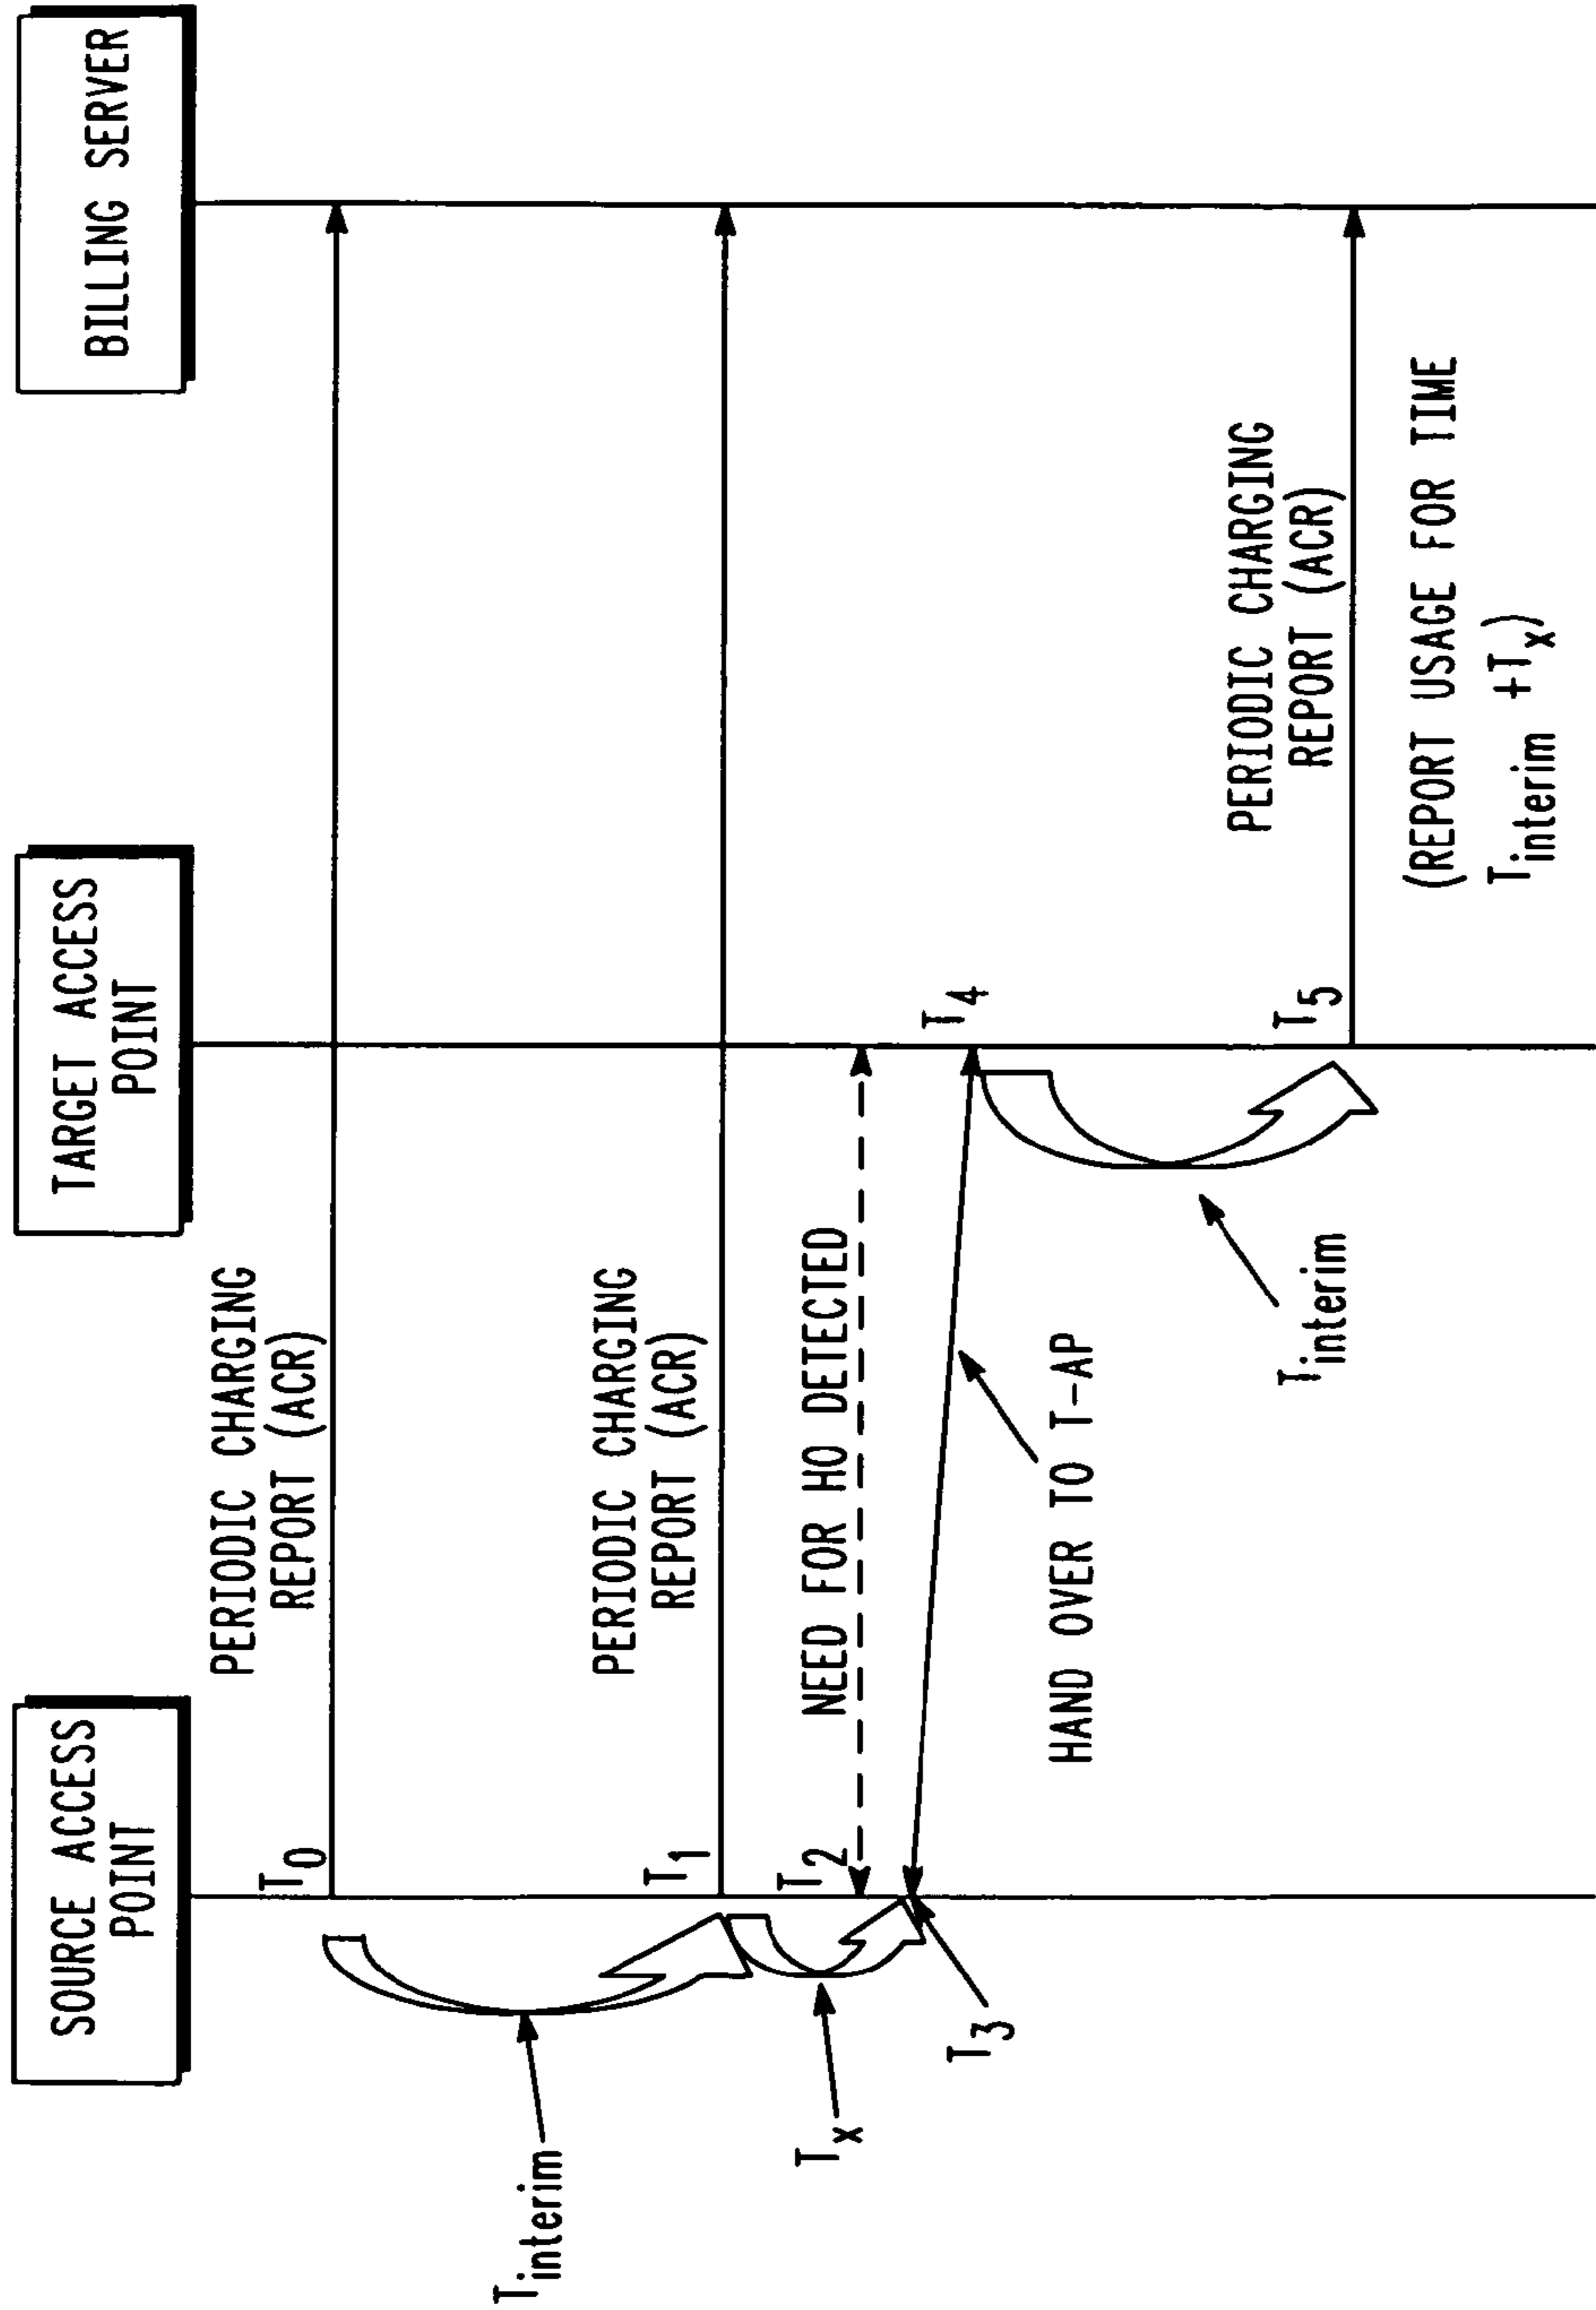 SOURCE ACCESS
POINT
TARGET ACCESS
POINT
BILLING SERVER
T0
PERIODIC CHARGING
REPORT (ACR)
Tinterim
T1
PERIODIC CHARGING
REPORT (ACR)
T2
NEED FOR HO DETECTED
Tx
T3
T4
HAND OVER TO T-AP
Tinterim
T5
PERIODIC CHARGING
REPORT (ACR)
(REPORT USAGE FOR TIME
Tinterim +Tx)